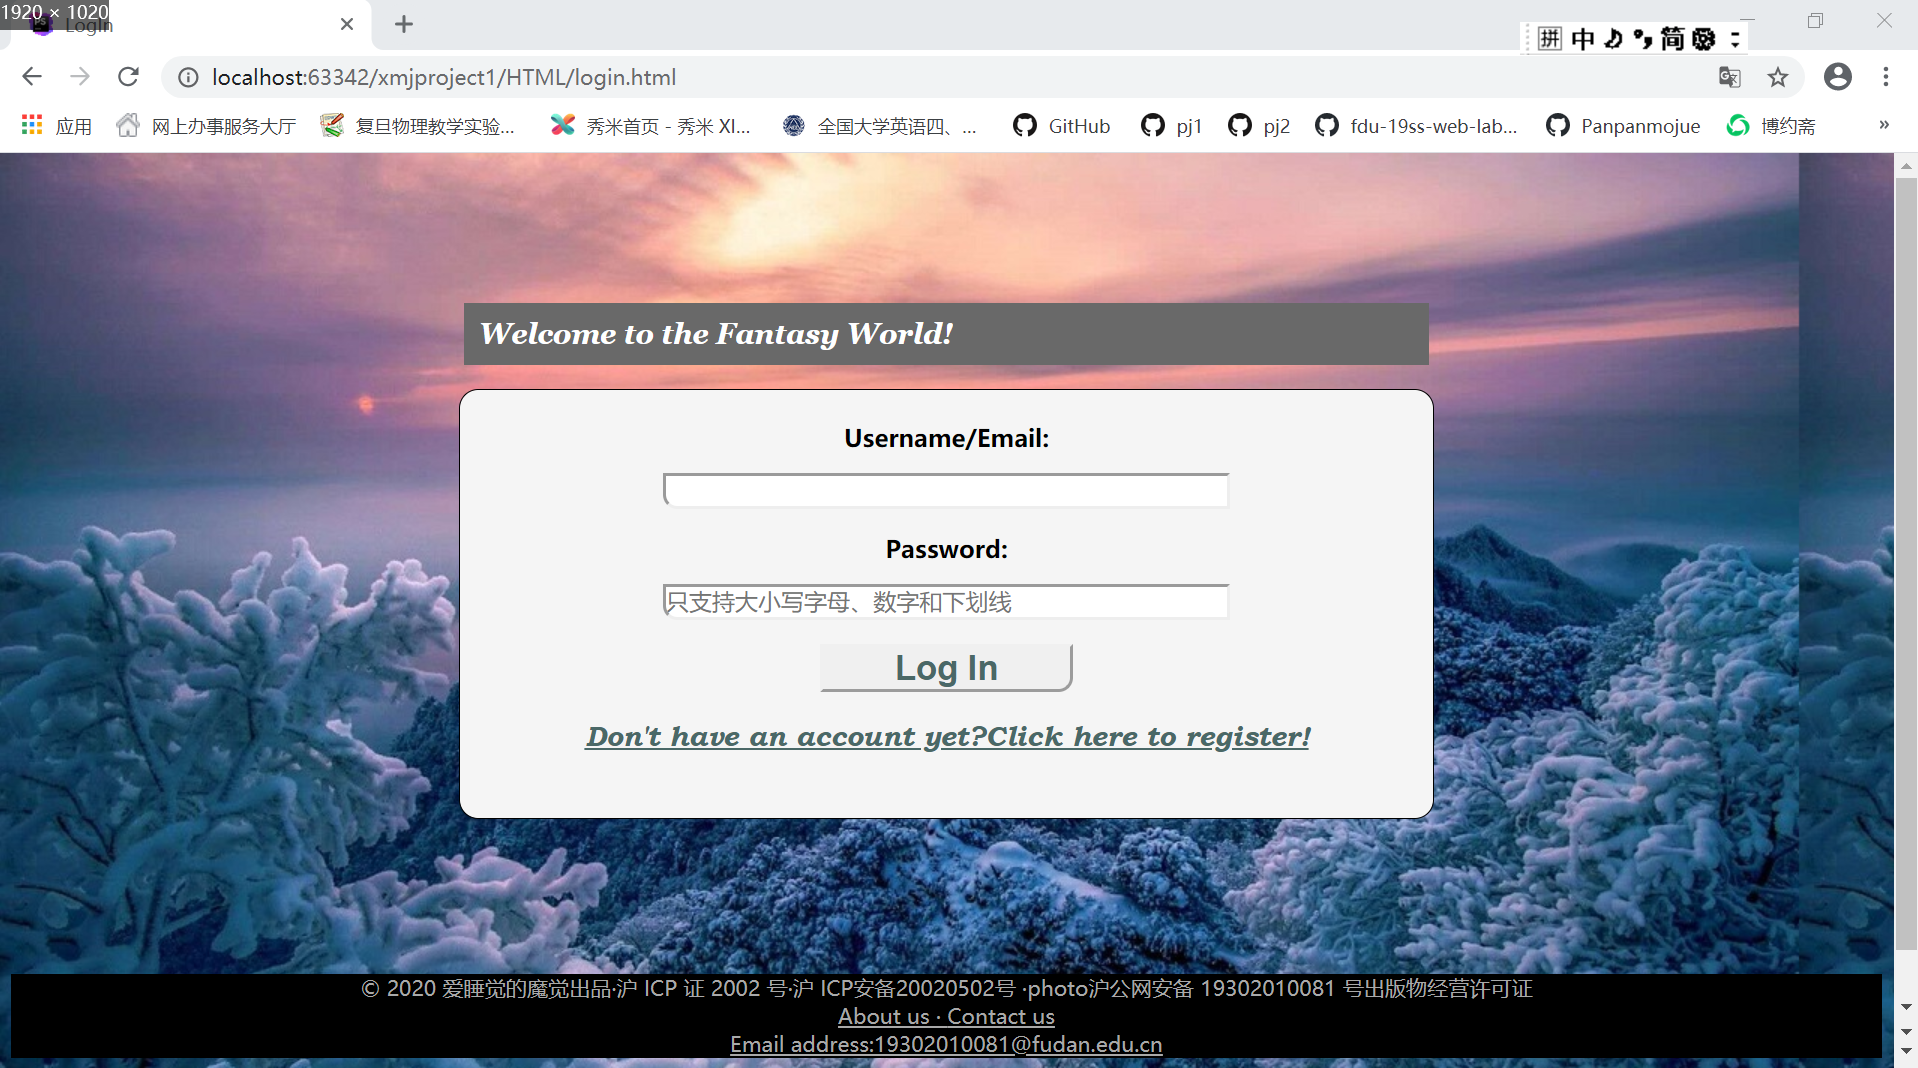 1920 × 1020
LogIn
拼 中 简
localhost:63342/xmjproject1/HTML/login.html
应用 网上办事服务大厅 复旦物理教学实验... 秀米首页 - 秀米 XI... 全国大学英语四、... GitHub pj1 pj2 fdu-19ss-web-lab... Panpanmojue 博约斋 »
Welcome to the Fantasy World!
Username/Email:
Password:
只支持大小写字母、数字和下划线
Log In
Don't have an account yet?Click here to register!
© 2020 爱睡觉的魔觉出品·沪 ICP 证 2002 号·沪 ICP安备20020502号 ·photo沪公网安备 19302010081 号出版物经营许可证
About us · Contact us
Email address:19302010081@fudan.edu.cn